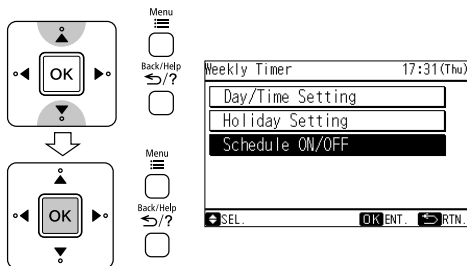 Menu
OK
Back/Help
Weekly Timer 17:31(Thu)
Day/Time Setting
Holiday Setting
Schedule ON/OFF
SEL. OK ENT. RTN.
Menu
OK
Back/Help